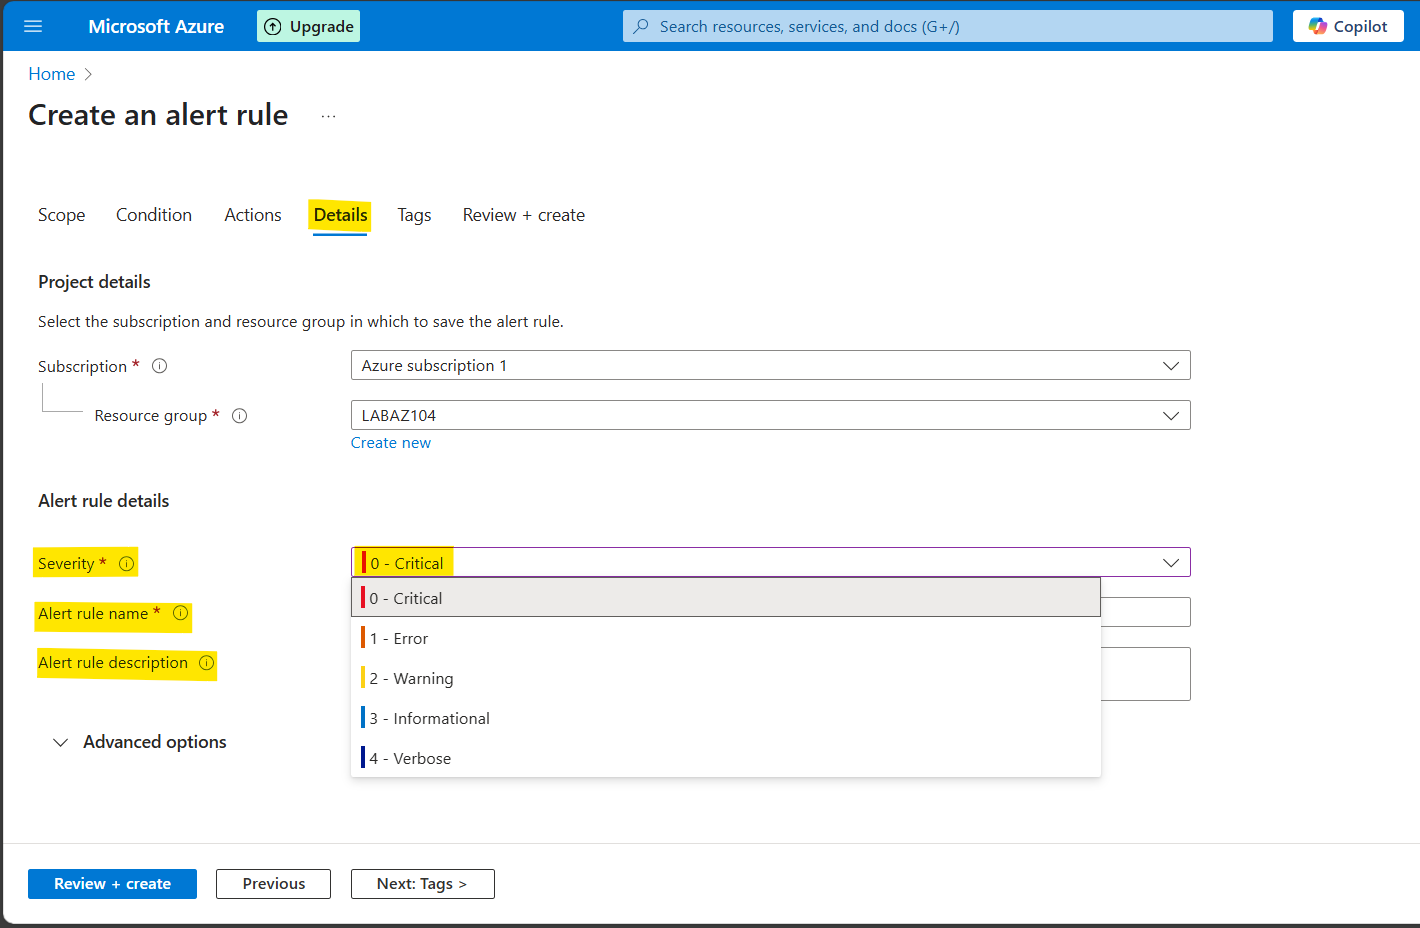 Microsoft Azure
Upgrade
Search resources, services, and docs (G+/)
Copilot
Home
Create an alert rule
...
Scope Condition Actions Details Tags Review + create
Project details
Select the subscription and resource group in which to save the alert rule.
Subscription *
Azure subscription 1
Resource group *
LABAZ104
Create new
Alert rule details
Severity *
0 - Critical
0 - Critical
Alert rule name *
1 - Error
Alert rule description
2 - Warning
3 - Informational
Advanced options
4 - Verbose
Review + create
Previous
Next: Tags >